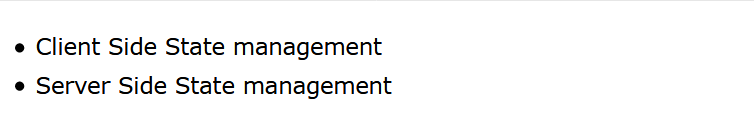 • Client Side State management
• Server Side State management